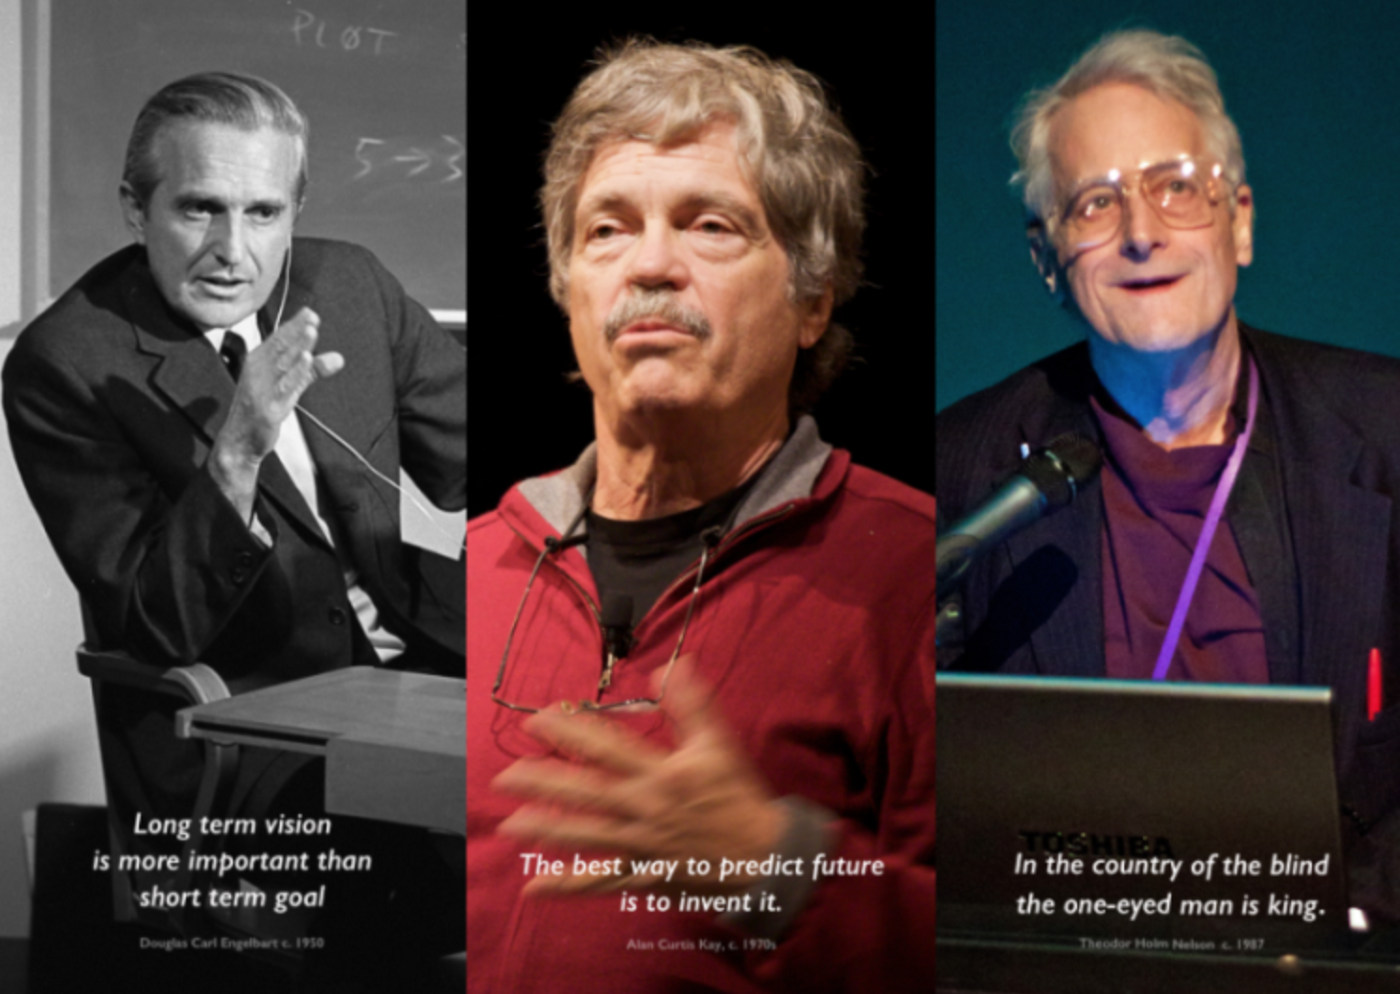 PLOT
5→3
Long term vision
is more important than
short term goal
Douglas Carl Engelbart c. 1950
The best way to predict future
is to invent it.
Alan Curtis Kay, c. 1970s
TOSHIBA
In the country of the blind
the one-eyed man is king.
Theodor Holm Nelson c. 1987